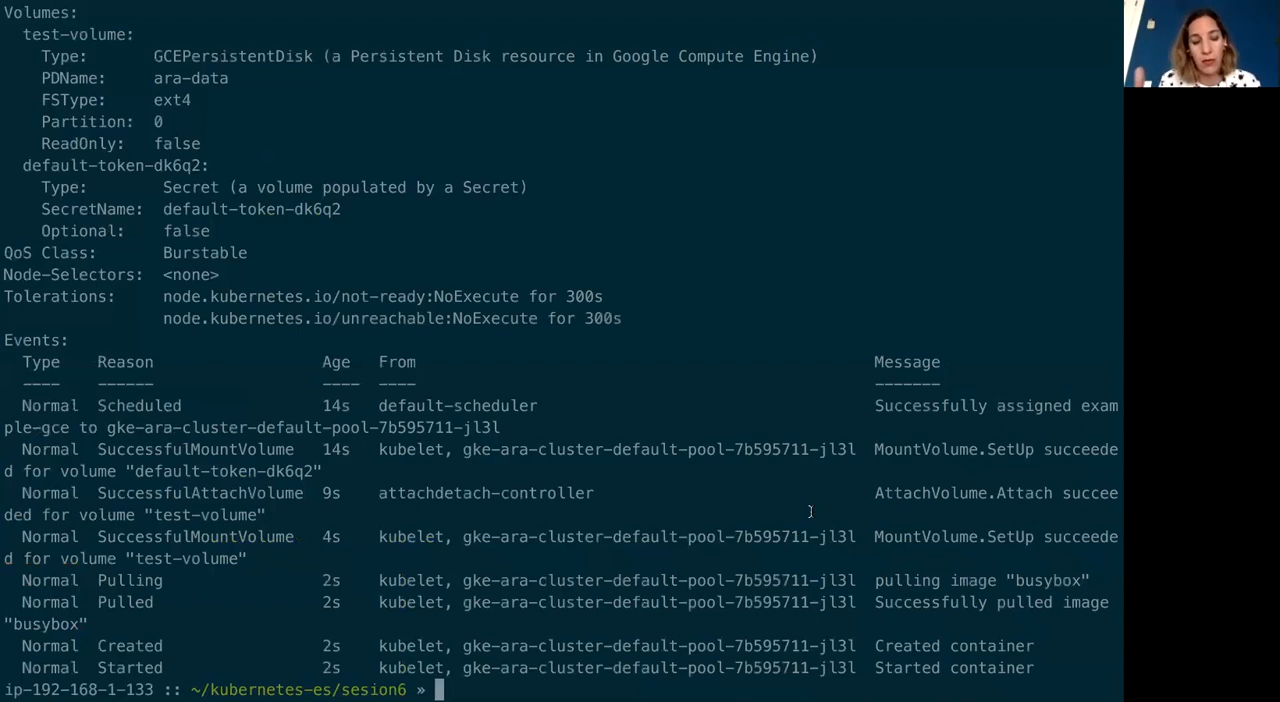 Volumes:
test-volume:
Type: GCEPersistentDisk (a Persistent Disk resource in Google Compute Engine)
PDName: ara-data
FSType: ext4
Partition: 0
ReadOnly: false
default-token-dk6q2:
Type: Secret (a volume populated by a Secret)
SecretName: default-token-dk6q2
Optional: false
QoS Class: Burstable
Node-Selectors: <none>
Tolerations: node.kubernetes.io/not-ready:NoExecute for 300s
node.kubernetes.io/unreachable:NoExecute for 300s
Events:
Type Reason Age From Message
---- ------ ---- ---- -------
Normal Scheduled 14s default-scheduler Successfully assigned exam
ple-gce to gke-ara-cluster-default-pool-7b595711-jl3l
Normal SuccessfulMountVolume 14s kubelet, gke-ara-cluster-default-pool-7b595711-jl3l MountVolume.SetUp succeede
d for volume "default-token-dk6q2"
Normal SuccessfulAttachVolume 9s attachdetach-controller AttachVolume.Attach succee
ded for volume "test-volume"
Normal SuccessfulMountVolume 4s kubelet, gke-ara-cluster-default-pool-7b595711-jl3l MountVolume.SetUp succeede
d for volume "test-volume"
Normal Pulling 2s kubelet, gke-ara-cluster-default-pool-7b595711-jl3l pulling image "busybox"
Normal Pulled 2s kubelet, gke-ara-cluster-default-pool-7b595711-jl3l Successfully pulled image
"busybox"
Normal Created 2s kubelet, gke-ara-cluster-default-pool-7b595711-jl3l Created container
Normal Started 2s kubelet, gke-ara-cluster-default-pool-7b595711-jl3l Started container
ip-192-168-1-133 :: ~/kubernetes-es/sesion6 »